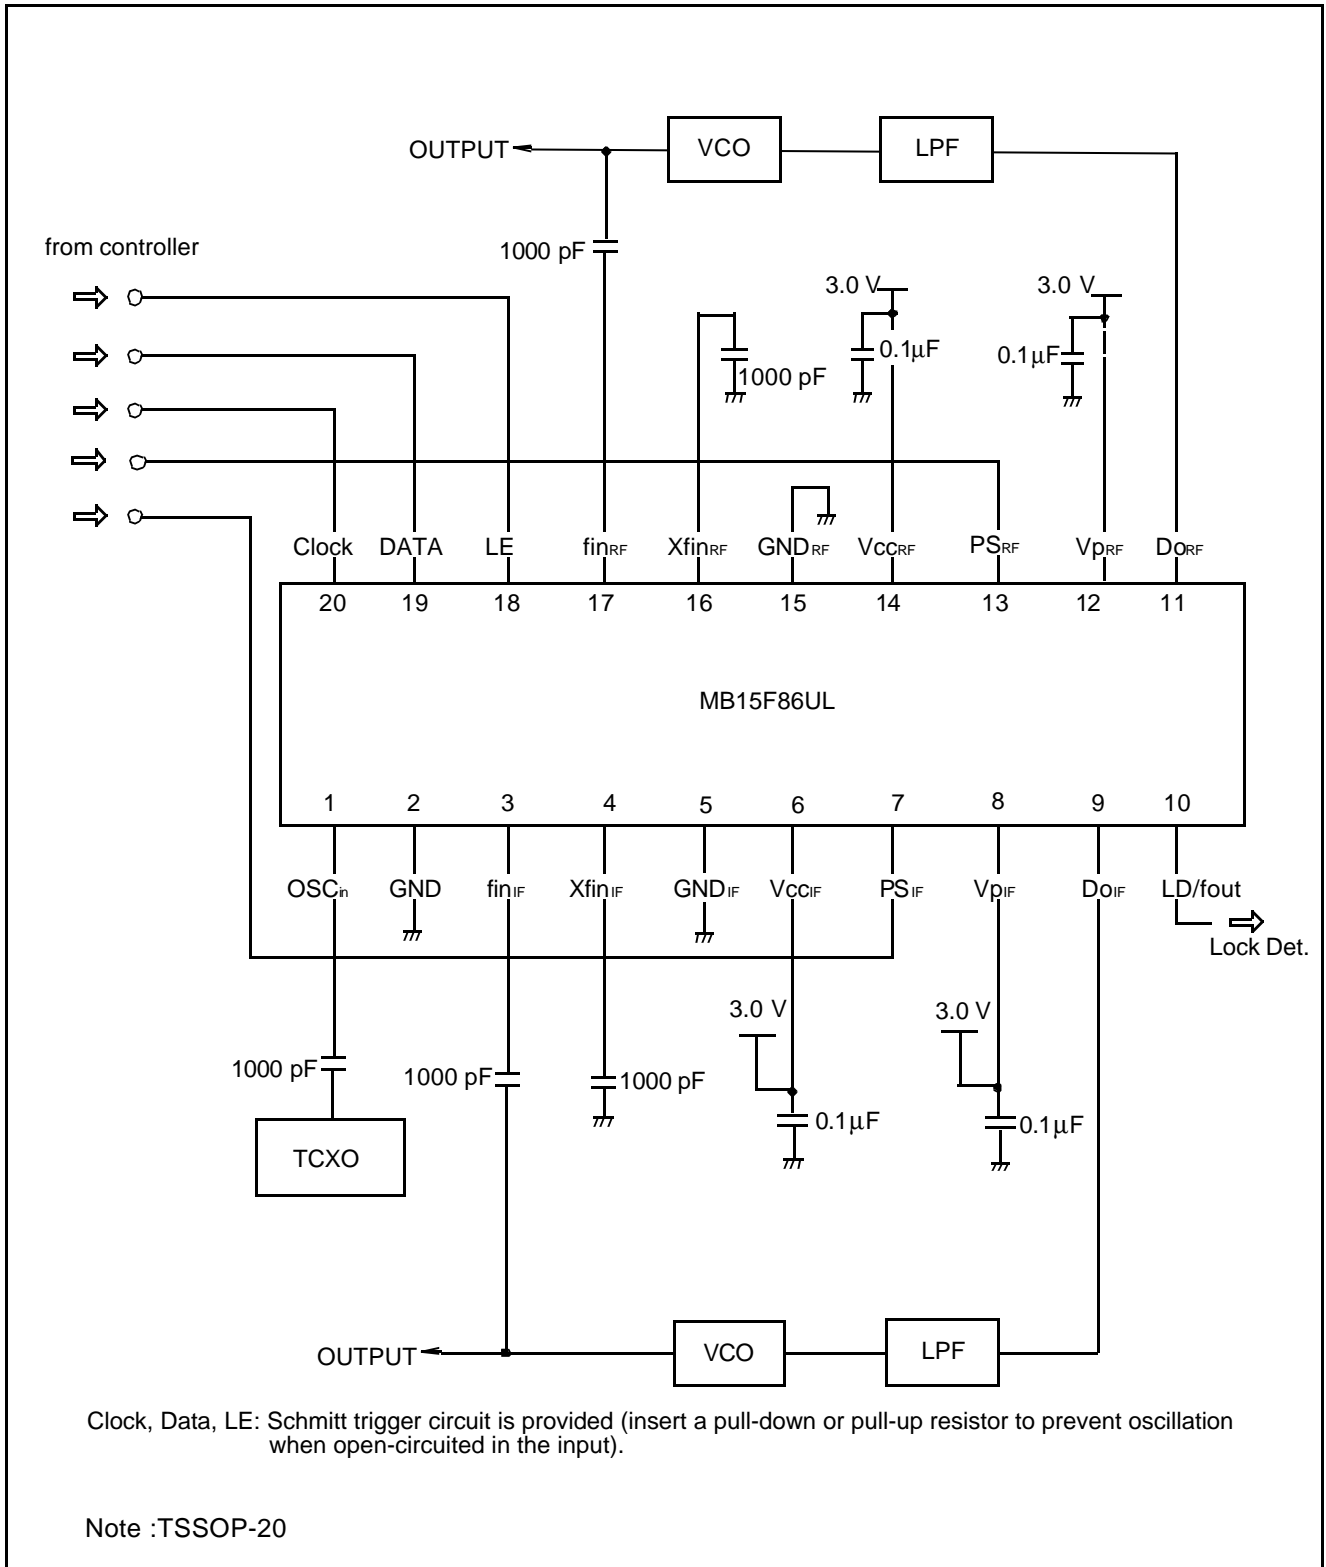 OUTPUT
VCO
LPF
from controller
1000 pF
3.0 V
3.0 V
0.1μF
0.1μF
1000 pF
Clock DATA LE finRF XfinRF GNDRF VccRF PSRF VpRF DoRF
20 19 18 17 16 15 14 13 12 11
MB15F86UL
1 2 3 4 5 6 7 8 9 10
OSCin GND finIF XfinIF GNDIF VccIF PSIF VpIF DoIF LD/fout
Lock Det.
3.0 V
3.0 V
1000 pF
1000 pF
1000 pF
0.1μF
0.1μF
TCXO
OUTPUT
VCO
LPF
Clock, Data, LE: Schmitt trigger circuit is provided (insert a pull-down or pull-up resistor to prevent oscillation
when open-circuited in the input).
Note :TSSOP-20